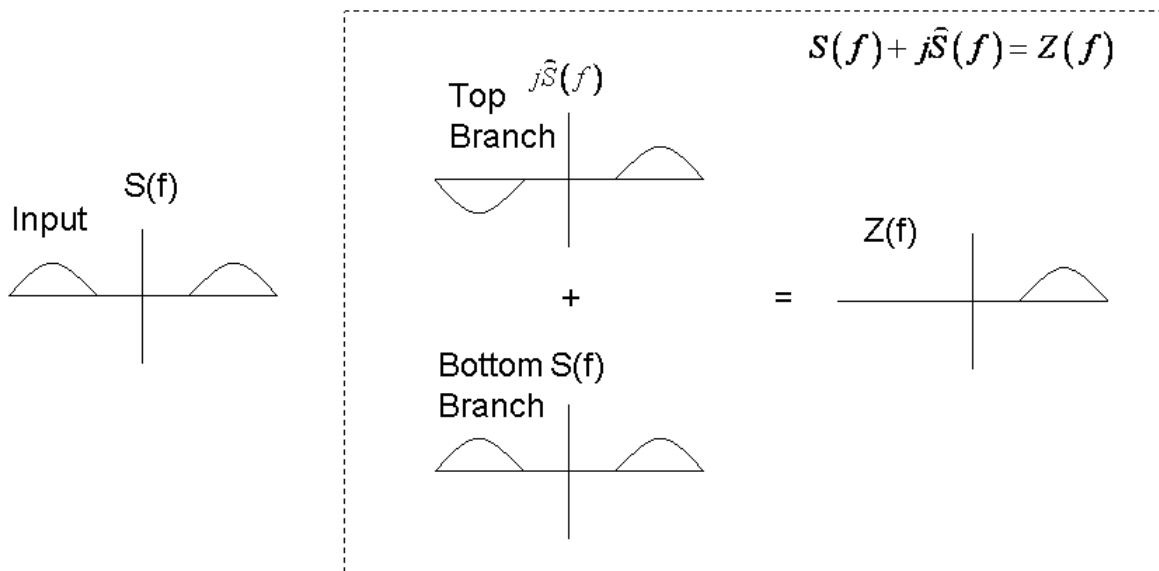 S(f) + jŜ(f) = Z(f)
jŜ(f)
Top
Branch
S(f)
Input
Z(f)
+
=
Bottom S(f)
Branch